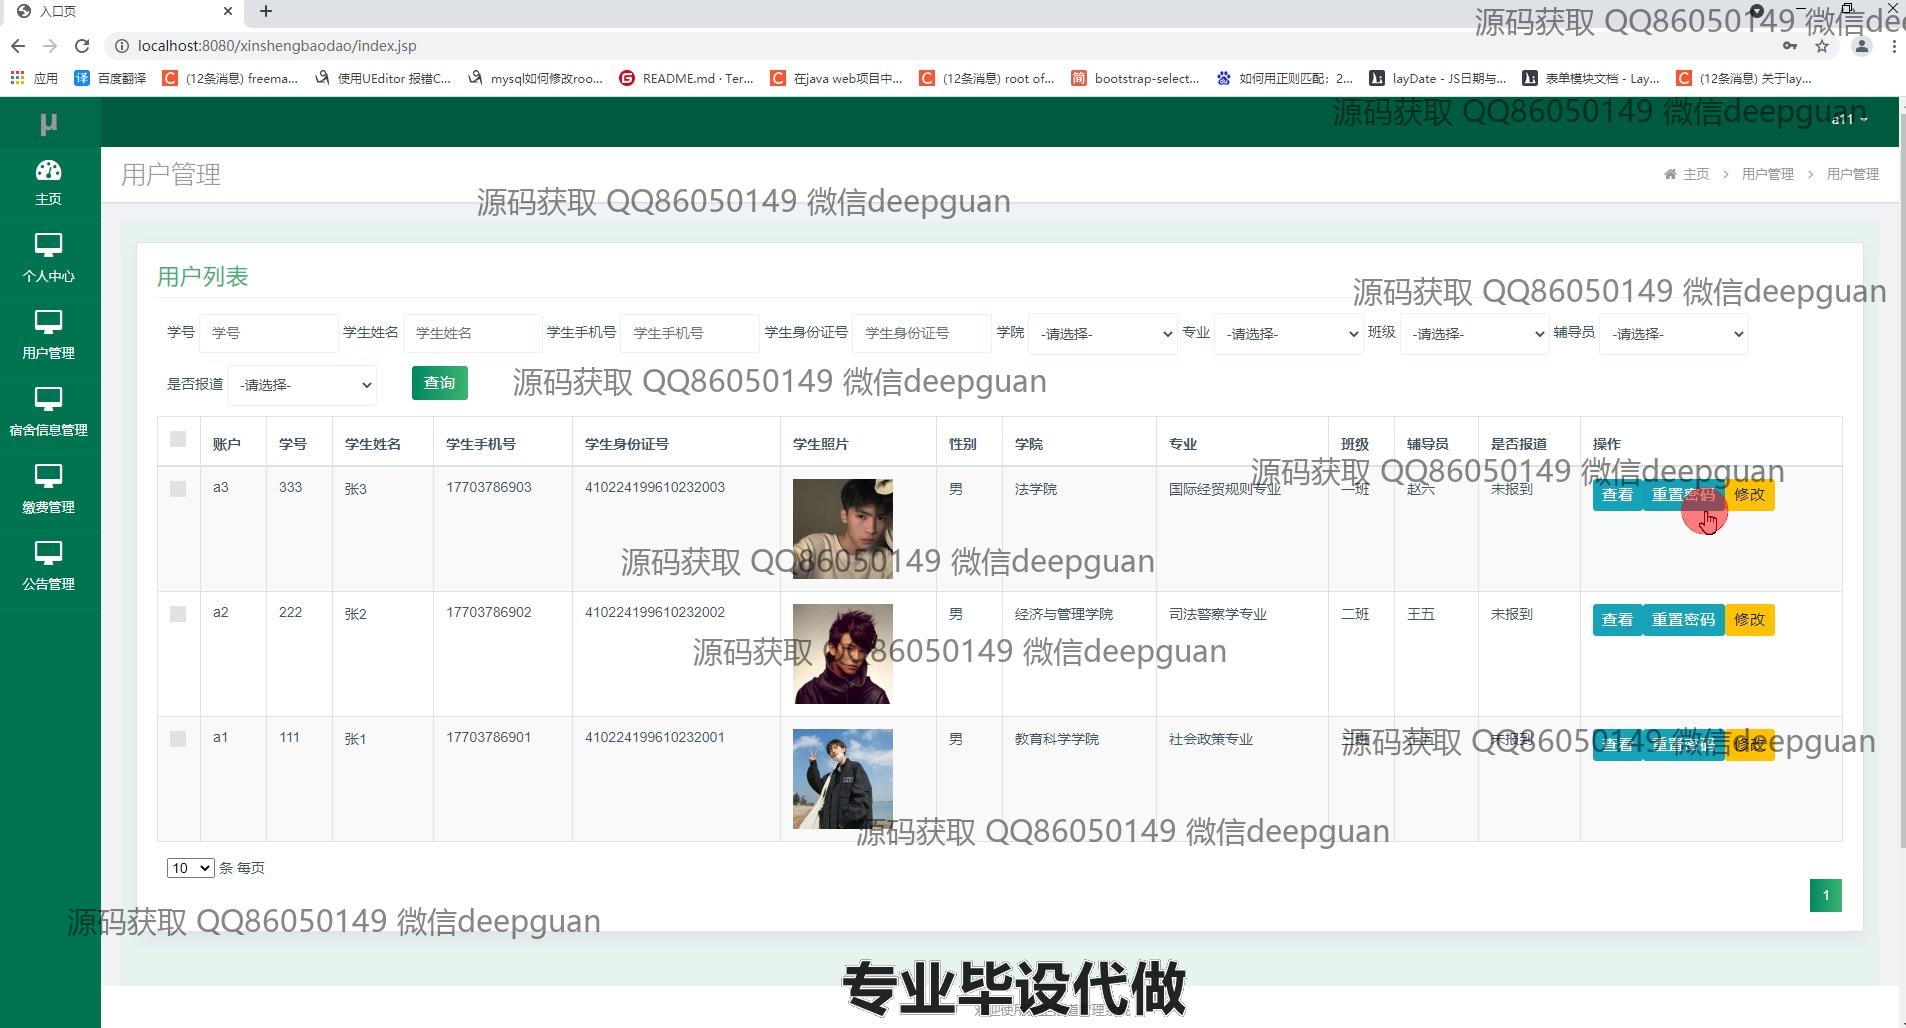 入口页
源码获取 QQ86050149 微信de
localhost:8080/xinshengbaodao/index.jsp
应用 百度翻译 (12条消息) freema... 使用UEditor 报错C... mysql如何修改roo... README.md · Ter... 在java web项目中... (12条消息) root of... bootstrap-select... 如何用正则匹配：2... layDate - JS日期与... 表单模块文档 - Lay... (12条消息) 关于lay...
源码获取 QQ86050149 微信deepguan
μ
a11
主页
用户管理
主页 > 用户管理 > 用户管理
源码获取 QQ86050149 微信deepguan
个人中心
用户列表
源码获取 QQ86050149 微信deepguan
用户管理
学号 学号 学生姓名 学生姓名 学生手机号 学生手机号 学生身份证号 学生身份证号 学院 -请选择- 专业 -请选择- 班级 -请选择- 辅导员 -请选择-
是否报道 -请选择- 查询
源码获取 QQ86050149 微信deepguan
宿舍信息管理
账户 学号 学生姓名 学生手机号 学生身份证号 学生照片 性别 学院 专业 班级 辅导员 是否报道 操作
源码获取 QQ86050149 微信deepguan
a3 333 张3 17703786903 410224199610232003 男 法学院 国际经贸规则专业 一班 赵六 未报到 查看 重置密码 修改
缴费管理
源码获取 QQ86050149 微信deepguan
公告管理
a2 222 张2 17703786902 410224199610232002 男 经济与管理学院 司法警察学专业 二班 王五 未报到 查看 重置密码 修改
源码获取 QQ86050149 微信deepguan
a1 111 张1 17703786901 410224199610232001 男 教育科学学院 社会政策专业 未报到 查看 重置密码 修改
源码获取 QQ86050149 微信deepguan
源码获取 QQ86050149 微信deepguan
10 条 每页
1
源码获取 QQ86050149 微信deepguan
专业毕设代做